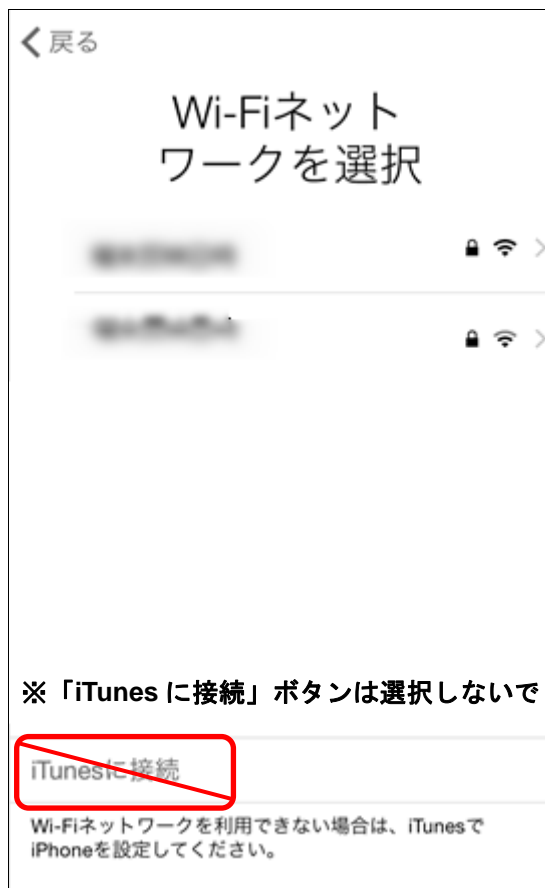 戻る
Wi-Fiネット
ワークを選択
※「iTunes に接続」ボタンは選択しないで
iTunesに接続
Wi-Fiネットワークを利用できない場合は、iTunesで
iPhoneを設定してください。